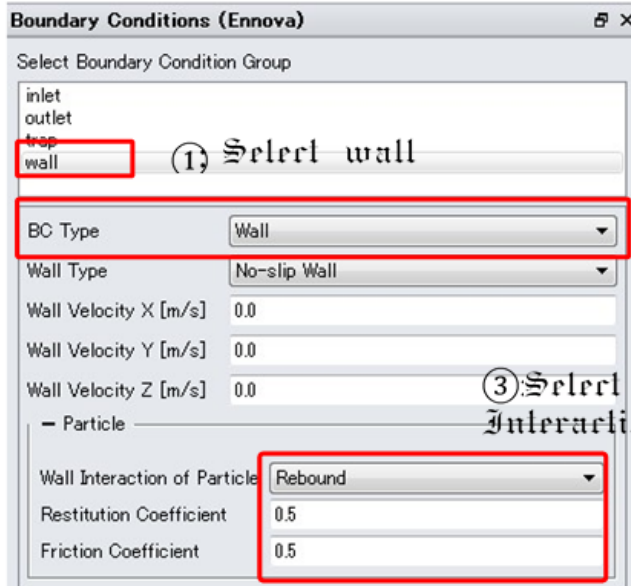 Boundary Conditions (Ennova)
Select Boundary Condition Group
inlet
outlet
trap
wall
①; Select wall
BC Type Wall
Wall Type No-slip Wall
Wall Velocity X [m/s] 0.0
Wall Velocity Y [m/s] 0.0
Wall Velocity Z [m/s] 0.0
③:Select
Interacti
Particle
Wall Interaction of Particle Rebound
Restitution Coefficient 0.5
Friction Coefficient 0.5